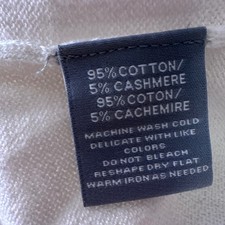 95% COTTON/
5% CASHMERE
95% COTON/
5% CACHEMIRE
MACHINE WASH COLD
DELICATE WITH LIKE
COLORS
DO NOT BLEACH
RESHAPE DRY FLAT
WARM IRON AS NEEDED